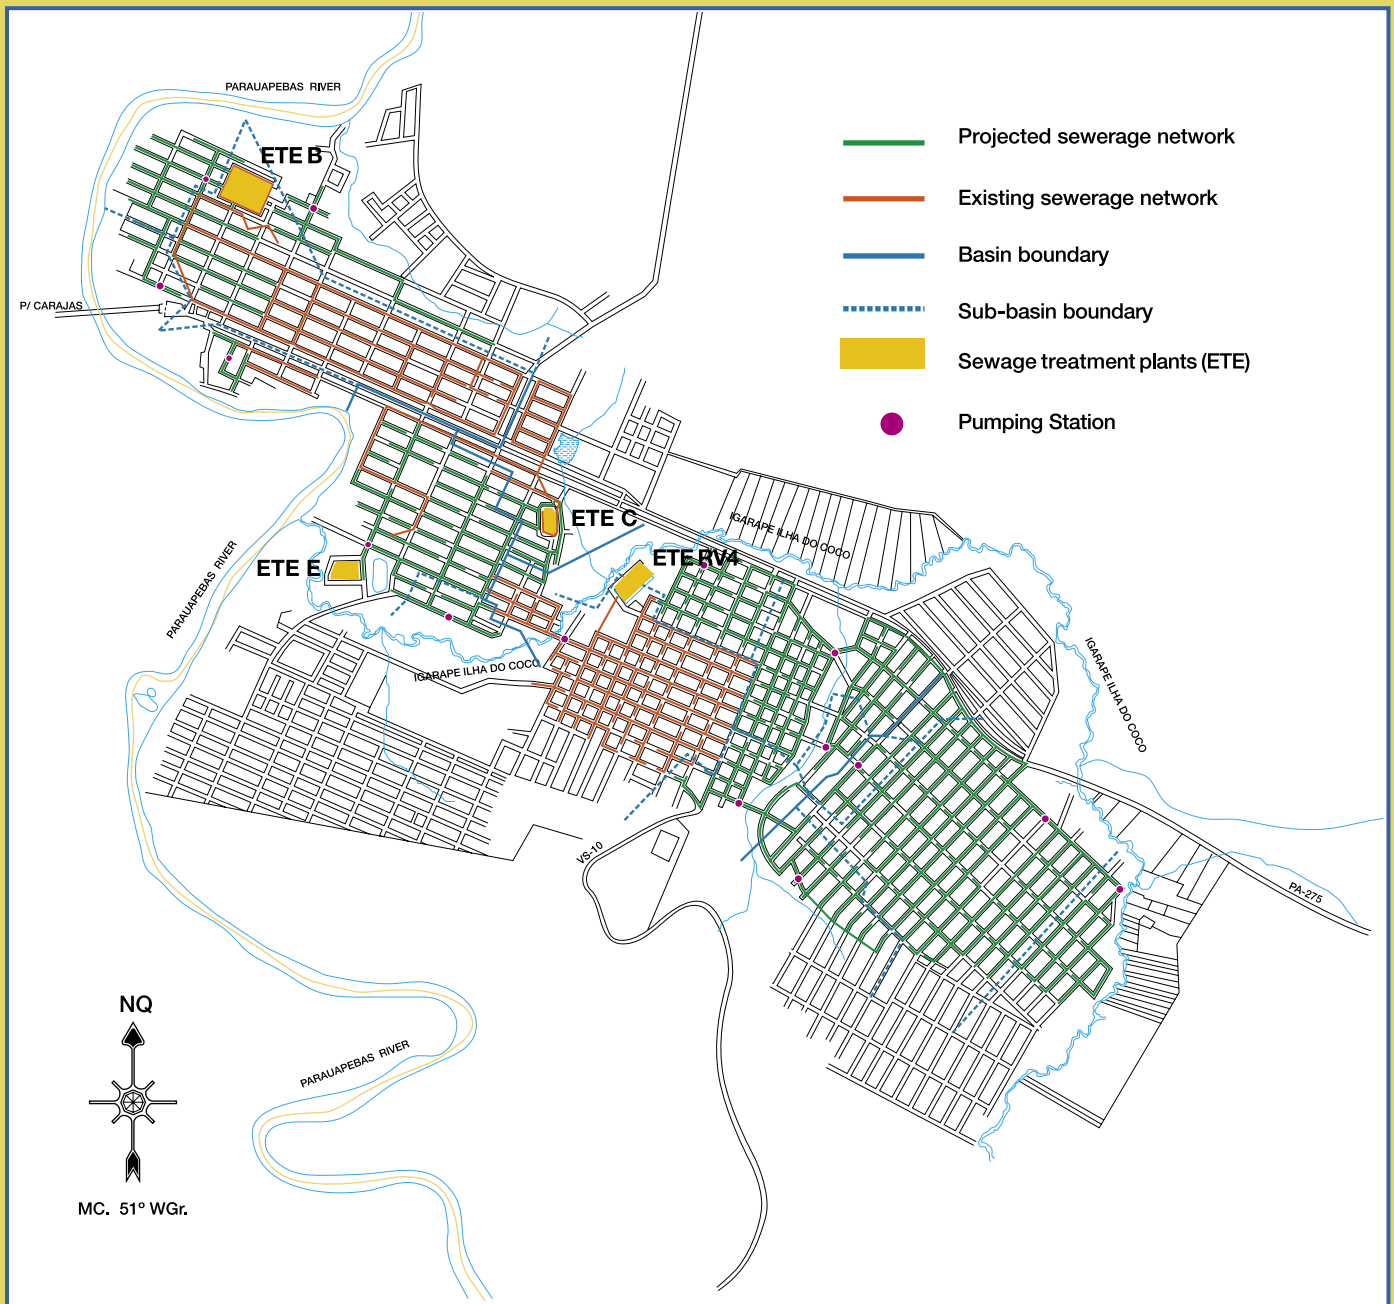 PARAUAPEBAS RIVER
ETE B
Projected sewerage network
Existing sewerage network
Basin boundary
Sub-basin boundary
Sewage treatment plants (ETE)
Pumping Station
P/ CARAJAS
ETE C
IGARAPE ILHA DO COCO
ETE RV4
ETE E
PARAUAPEBAS RIVER
IGARAPE ILHA DO COCO
IGARAPE ILHA DO COCO
VS-10
PA-275
NQ
PARAUAPEBAS RIVER
MC. 51º WGr.